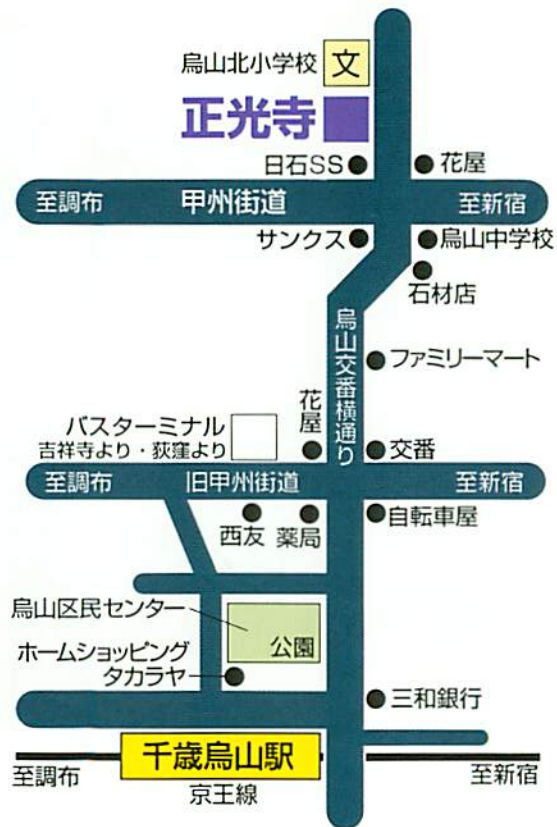 烏山北小学校
文
正光寺
日石SS
花屋
至調布
甲州街道
至新宿
サンクス
烏山中学校
石材店
烏山交番横通り
ファミリーマート
花屋
バスターミナル
吉祥寺より・荻窪より
交番
至調布
旧甲州街道
至新宿
西友
薬局
自転車屋
烏山区民センター
公園
ホームショッピング
タカラヤ
三和銀行
千歳烏山駅
至調布
京王線
至新宿